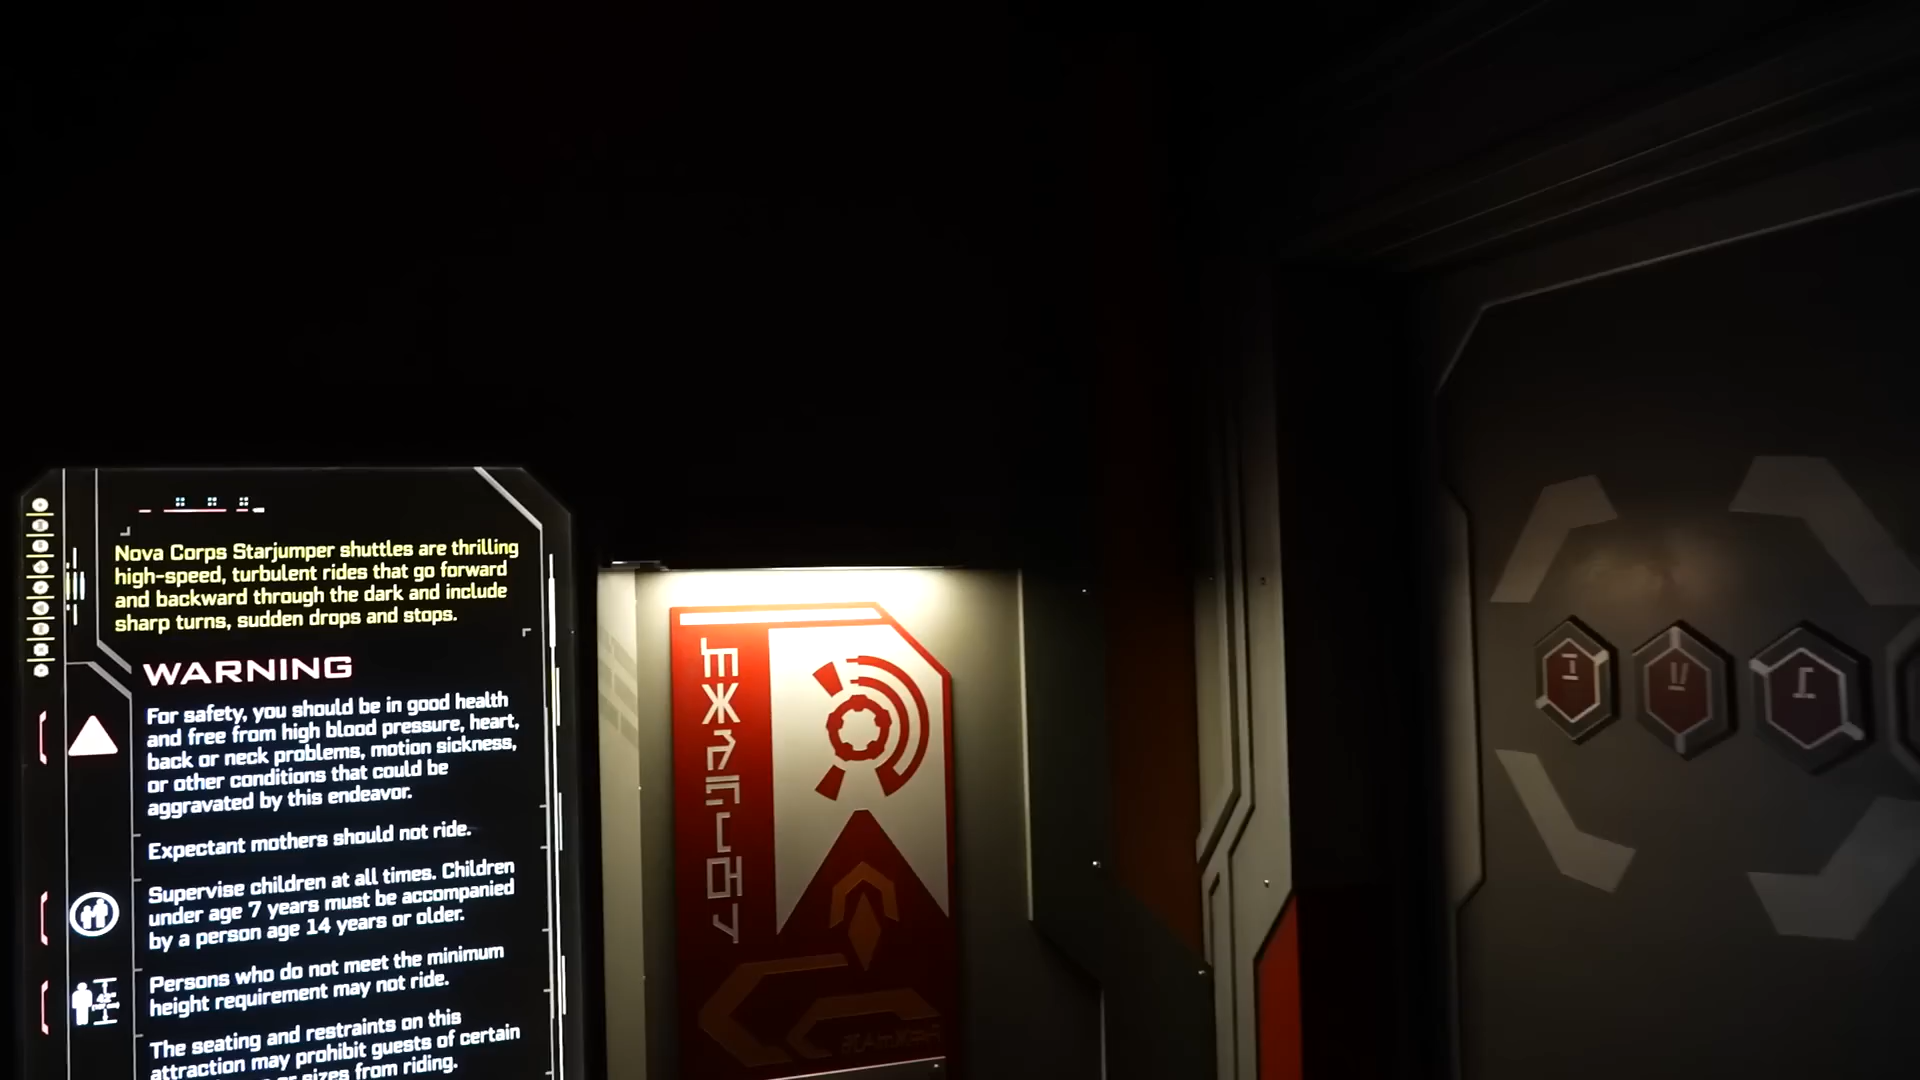 Nova Corps Starjumper shuttles are thrilling
high-speed, turbulent rides that go forward
and backward through the dark and include
sharp turns, sudden drops and stops.
WARNING
For safety, you should be in good health
and free from high blood pressure, heart,
back or neck problems, motion sickness,
or other conditions that could be
aggravated by this endeavor.
Expectant mothers should not ride.
Supervise children at all times. Children
under age 7 years must be accompanied
by a person age 14 years or older.
Persons who do not meet the minimum
height requirement may not ride.
The seating and restraints on this
attraction may prohibit guests of certain
sizes from riding.